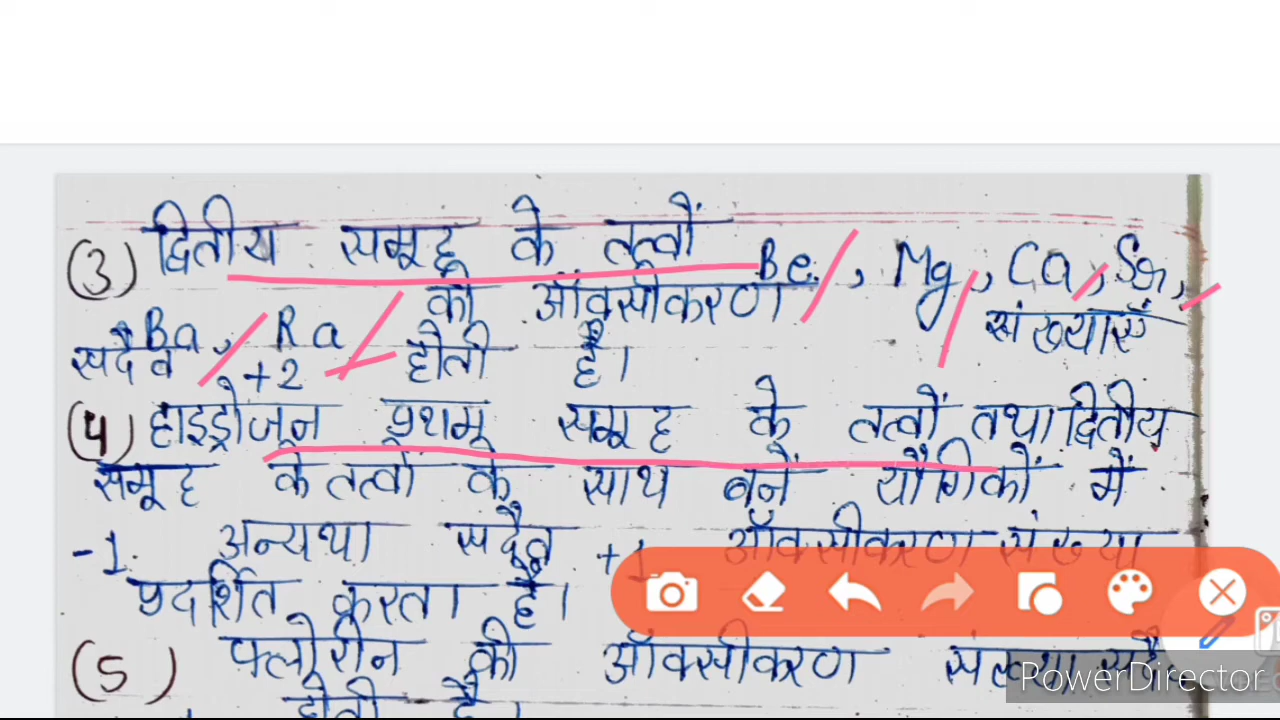 (3) द्वितीय समूह के तत्वों Be, Mg, Ca, Sr,
Ba, Ra की ऑक्सीकरण संख्याएँ
सदैव +2 होती है।
(4) हाइड्रोजन प्रथम समूह के तत्वों तथा द्वितीय
समूह के तत्वों के साथ बनें यौगिकों में
-1. अन्यथा सदैव +1 ऑक्सीकरण संख्या
प्रदर्शित करता है।
(5) फ्लोरीन की ऑक्सीकरण संख्या सदैव
होती है।
PowerDirector